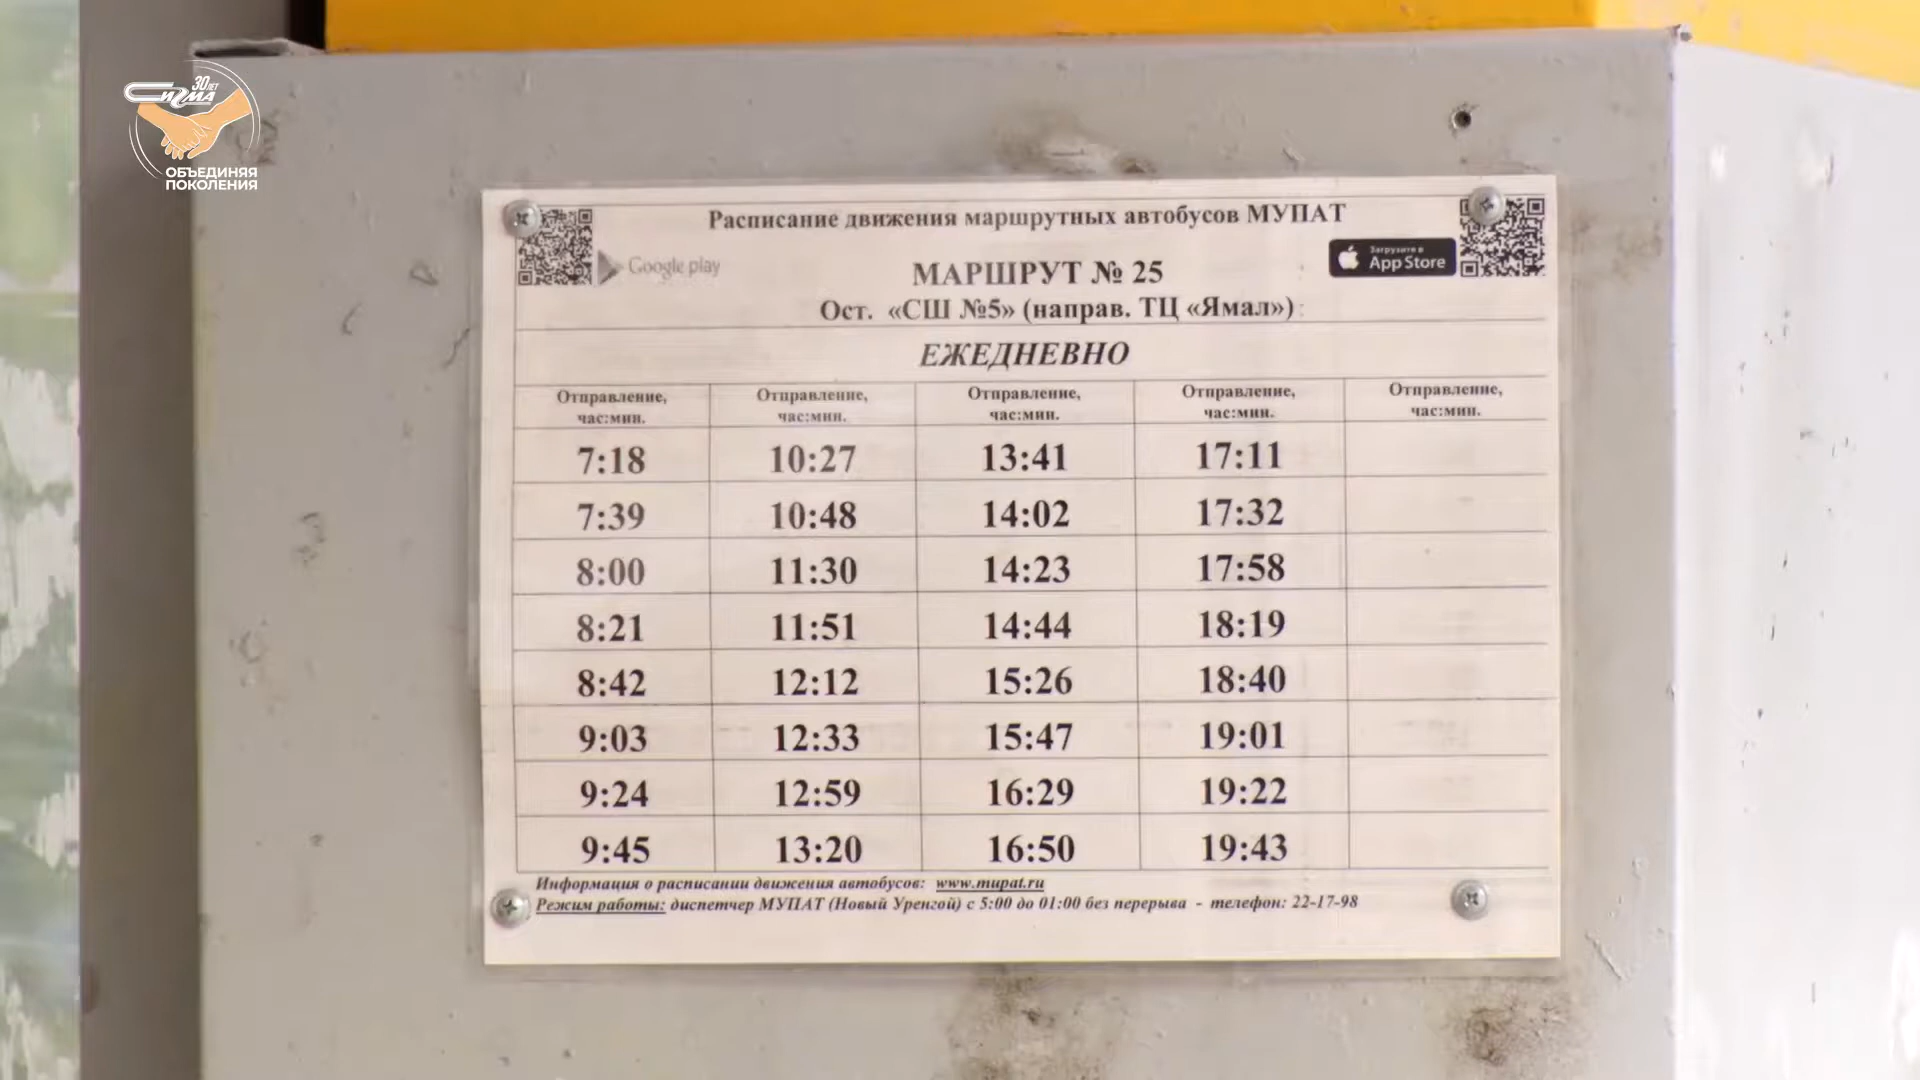 30 ЛЕТ
СИГМА
ОБЪЕДИНЯЯ
ПОКОЛЕНИЯ
Расписание движения маршрутных автобусов МУПАТ
Google play
Загрузите в
App Store
МАРШРУТ № 25
Ост. «СШ №5» (направ. ТЦ «Ямал») :
ЕЖЕДНЕВНО
Отправление, Отправление, Отправление, Отправление, Отправление,
час:мин. час:мин. час:мин. час:мин. час:мин.
7:18 10:27 13:41 17:11
7:39 10:48 14:02 17:32
8:00 11:30 14:23 17:58
8:21 11:51 14:44 18:19
8:42 12:12 15:26 18:40
9:03 12:33 15:47 19:01
9:24 12:59 16:29 19:22
9:45 13:20 16:50 19:43
Информация о расписании движения автобусов: www.mupat.ru
Режим работы: диспетчер МУПАТ (Новый Уренгой) с 5:00 до 01:00 без перерыва - телефон: 22-17-98